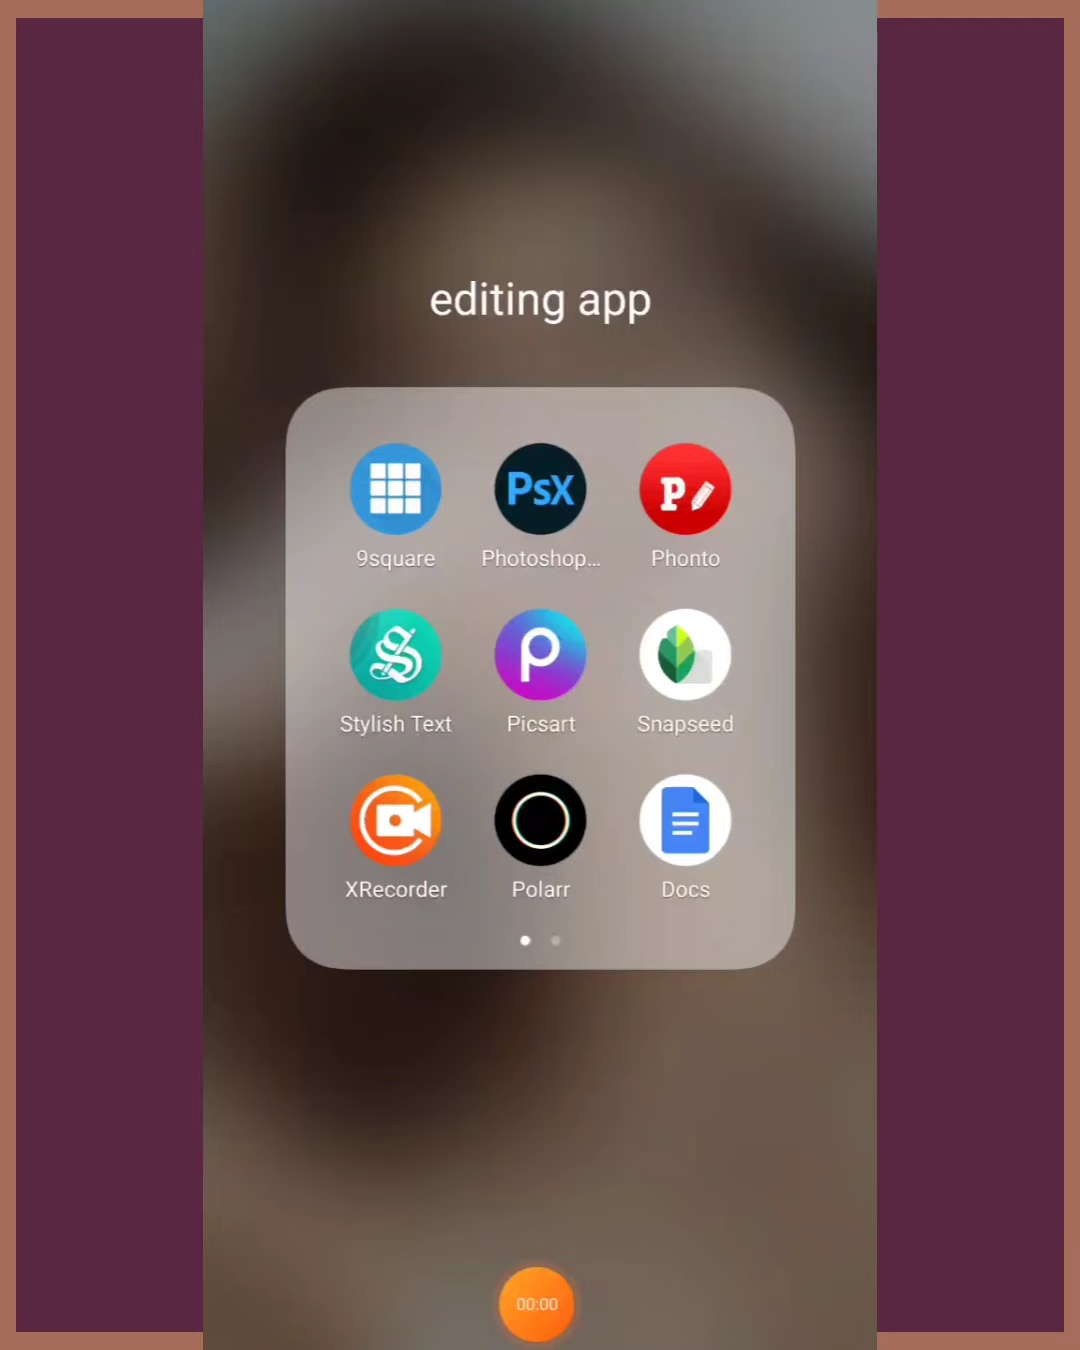 editing app
PsX
P
9square
Photoshop...
Phonto
S
P
Stylish Text
Picsart
Snapseed
XRecorder
Polarr
Docs
00:00